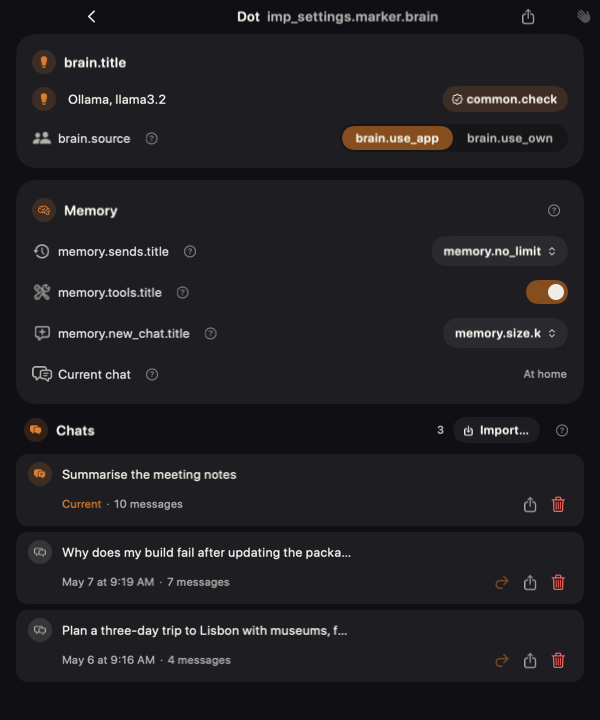 Dot imp_settings.marker.brain
brain.title
Ollama, llama3.2
common.check
brain.source
brain.use_app
brain.use_own
Memory
memory.sends.title
memory.no_limit
memory.tools.title
memory.new_chat.title
memory.size.k
Current chat
At home
Chats
3
Import...
Summarise the meeting notes
Current · 10 messages
Why does my build fail after updating the packa...
May 7 at 9:19 AM · 7 messages
Plan a three-day trip to Lisbon with museums, f...
May 6 at 9:16 AM · 4 messages